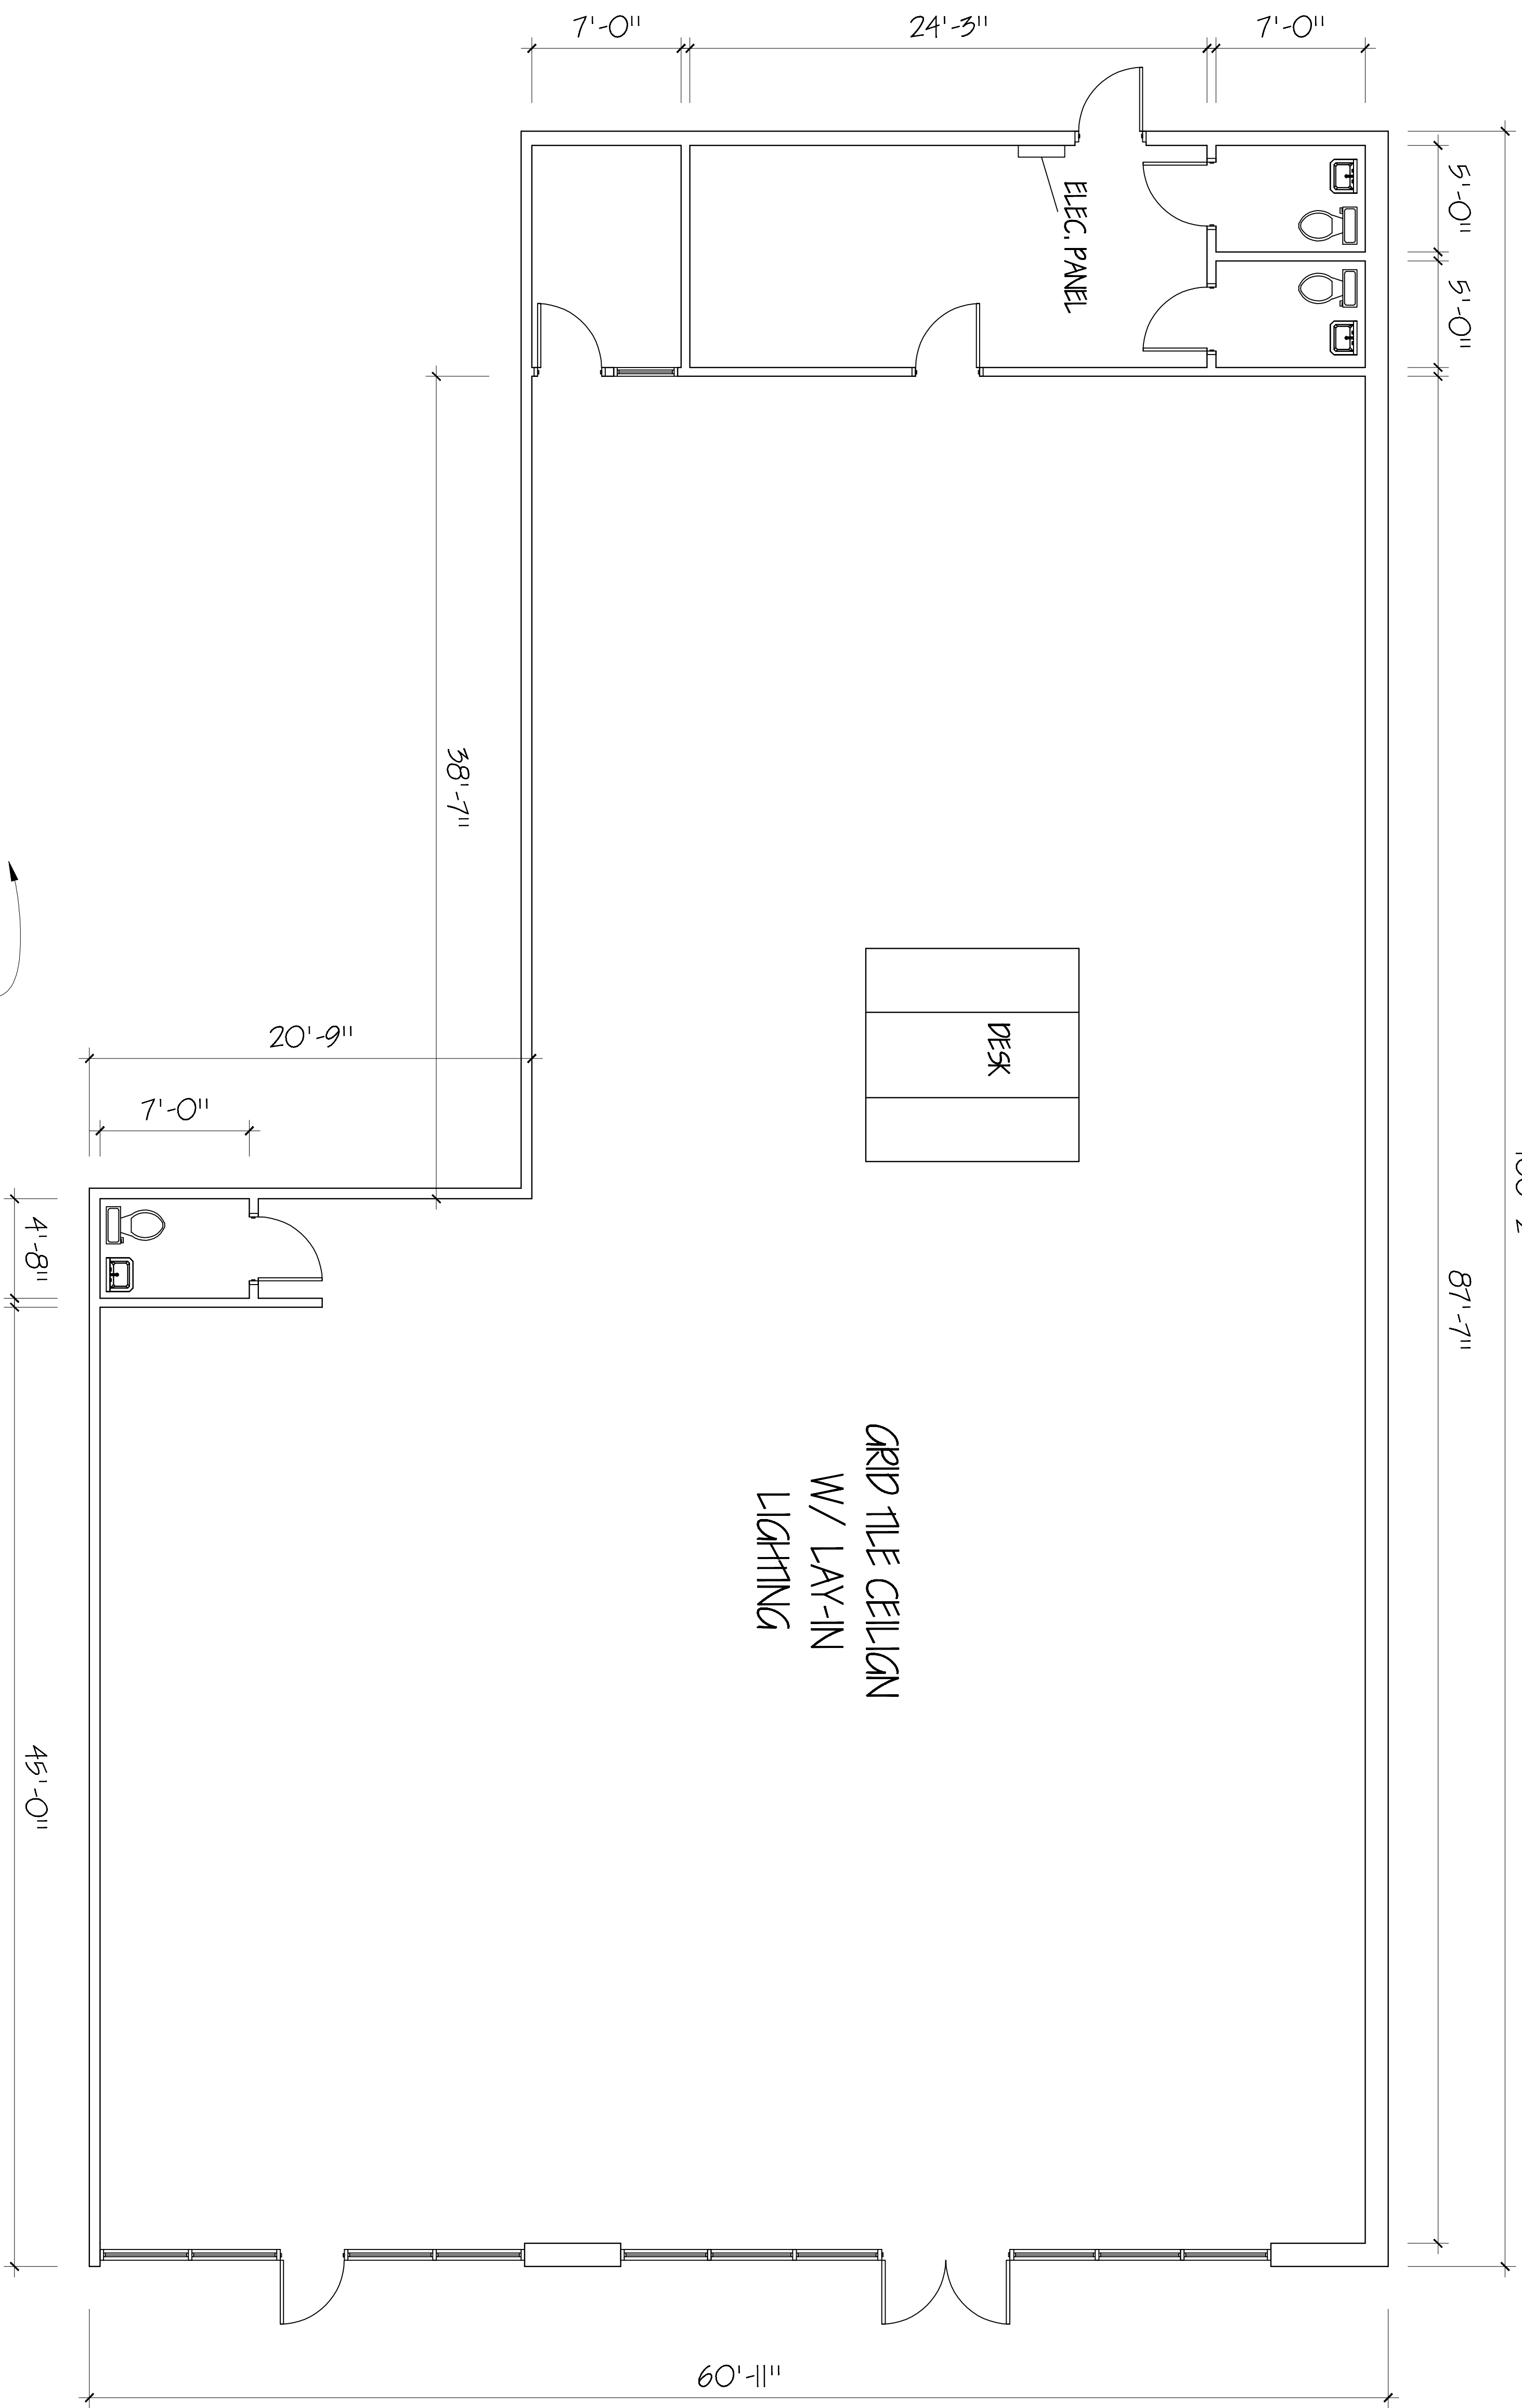 7'-0"
24'-3"
7'-0"
5'-0"
5'-0"
ELEC. PANEL
38'-7"
20'-9"
7'-0"
DESK
4'-8"
87'-7"
GRID TILE CEILIGN
W/ LAY-IN
LIGHTING
45'-0"
60'-11"